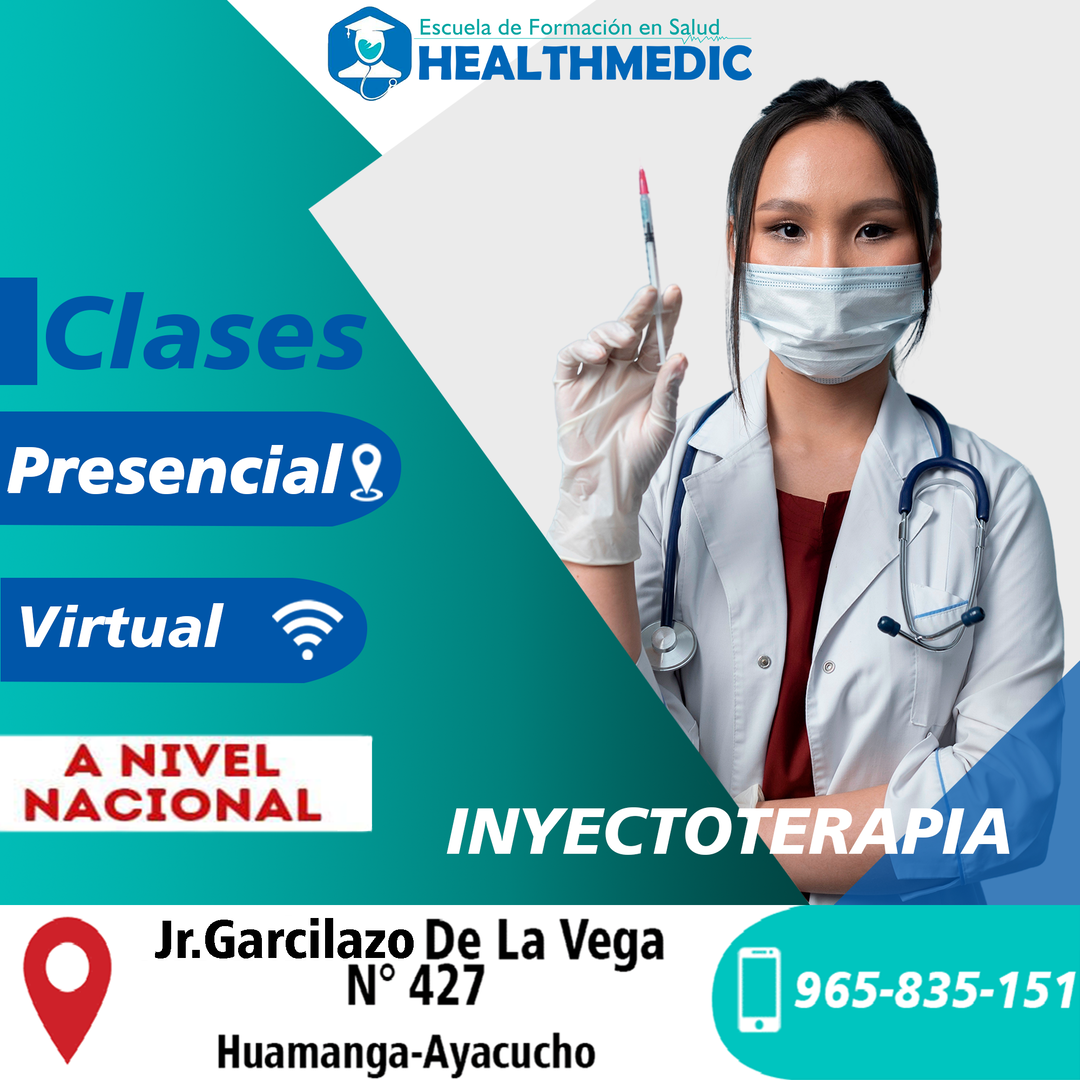 Escuela de Formación en Salud
HEALTHMEDIC
Clases
Presencial
Virtual
A NIVEL
NACIONAL
INYECTOTERAPIA
Jr.Garcilazo De La Vega
N° 427
Huamanga-Ayacucho
965-835-151